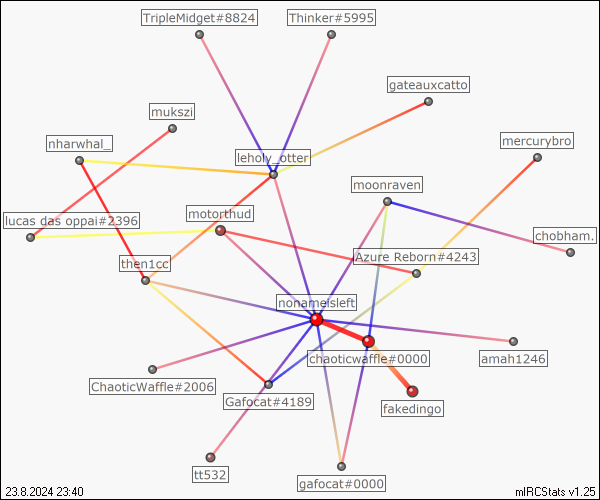 TripleMidget#8824
Thinker#5995
gateauxcatto
mukszi
nharwhal_
mercurybro
leholy_otter
moonraven
lucas das oppai#2396
motorthud
chobham.
Azure Reborn#4243
then1cc
nonameisleft
chaoticwaffle#0000
amah1246
ChaoticWaffle#2006
Gafocat#4189
fakedingo
tt532
gafocat#0000
23.8.2024 23:40
mIRCStats v1.25